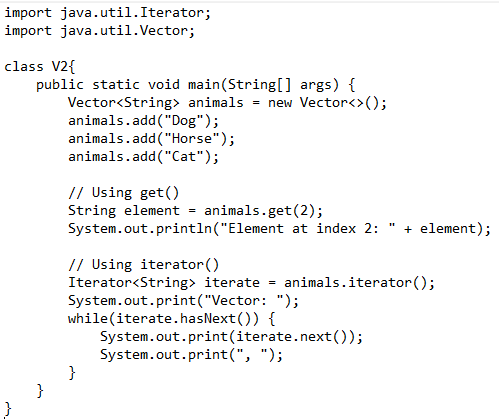 import java.util.Iterator;
import java.util.Vector;

class V2{
    public static void main(String[] args) {
        Vector<String> animals = new Vector<>();
        animals.add("Dog");
        animals.add("Horse");
        animals.add("Cat");

        // Using get()
        String element = animals.get(2);
        System.out.println("Element at index 2: " + element);

        // Using iterator()
        Iterator<String> iterate = animals.iterator();
        System.out.print("Vector: ");
        while(iterate.hasNext()) {
            System.out.print(iterate.next());
            System.out.print(", ");
        }
    }
}